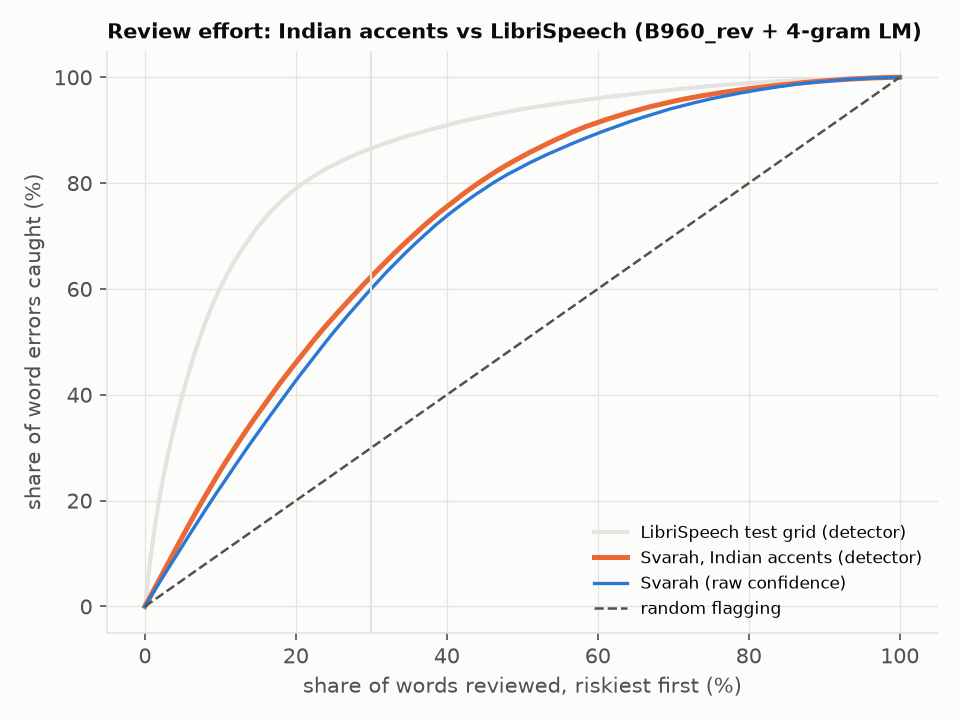 Review effort: Indian accents vs LibriSpeech (B960_rev + 4-gram LM)
share of word errors caught (%)
100
80
60
40
20
0
LibriSpeech test grid (detector)
Svarah, Indian accents (detector)
Svarah (raw confidence)
random flagging
0 20 40 60 80 100
share of words reviewed, riskiest first (%)